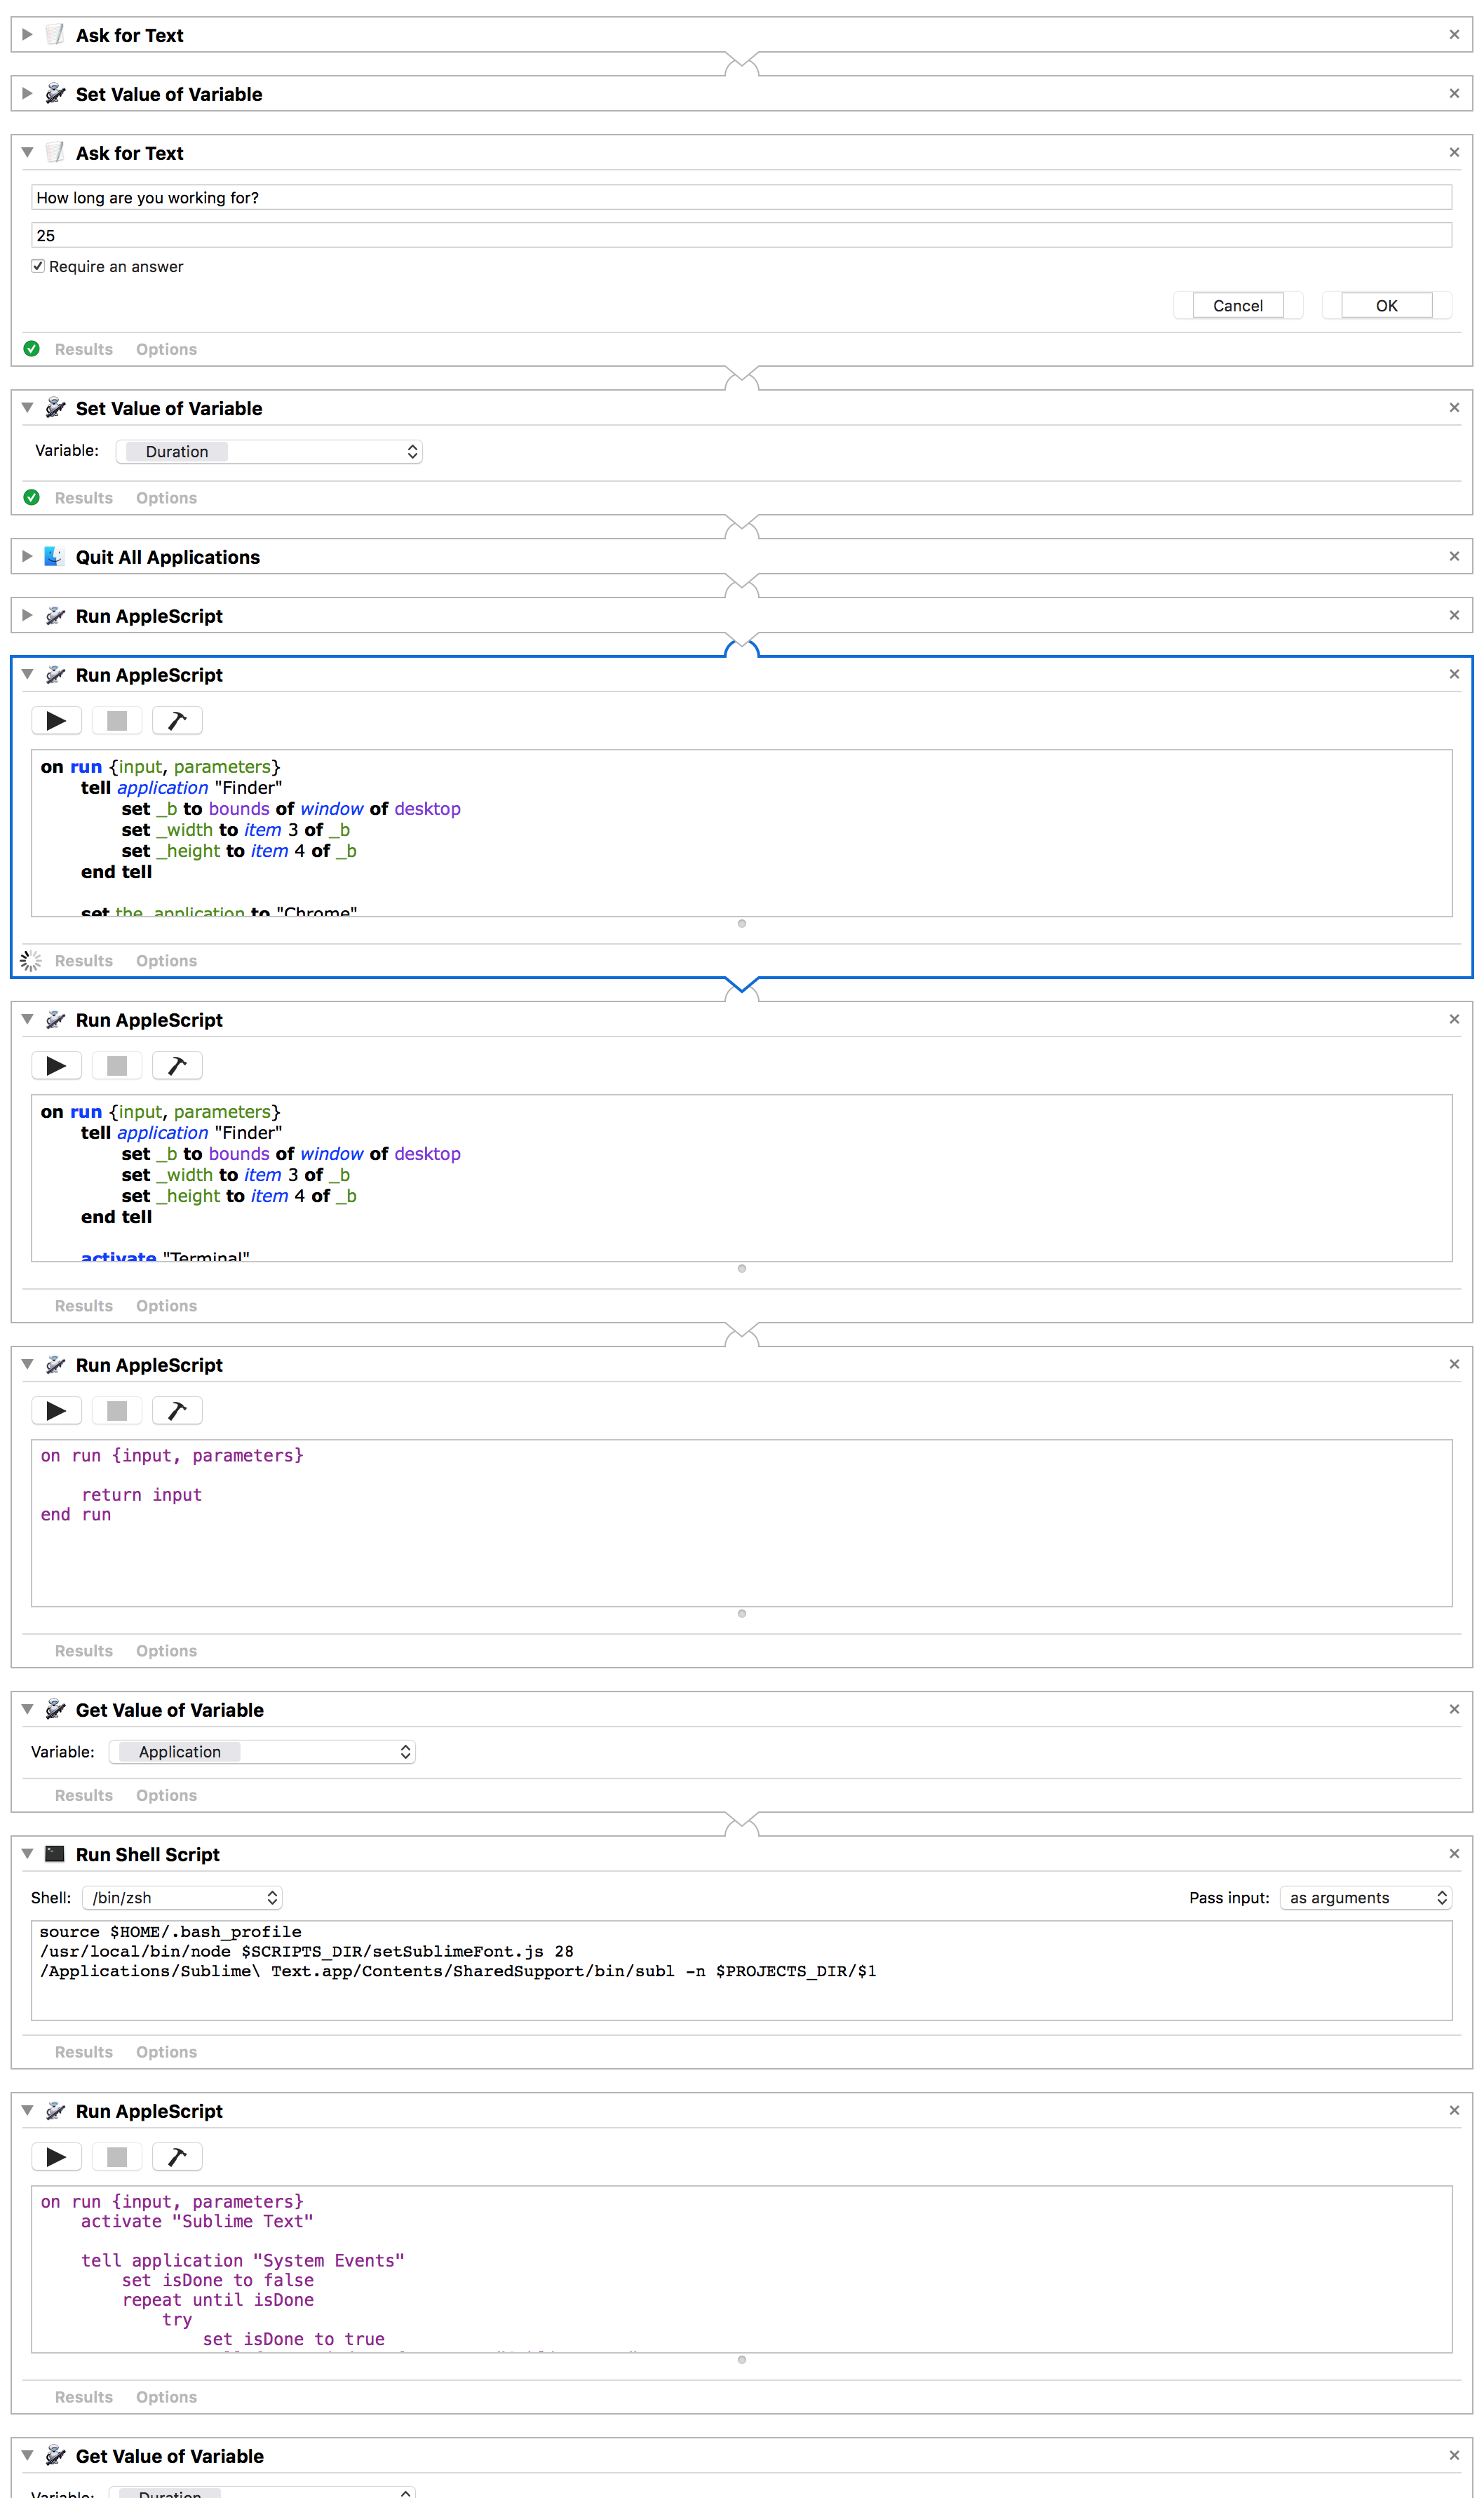 Ask for Text
Set Value of Variable
Ask for Text
How long are you working for?
25
Require an answer
Cancel OK
Results Options
Set Value of Variable
Variable: Duration
Results Options
Quit All Applications
Run AppleScript
Run AppleScript
on run {input, parameters}
tell application "Finder"
set _b to bounds of window of desktop
set _width to item 3 of _b
set _height to item 4 of _b
end tell
set the_application to "Chrome"
Results Options
Run AppleScript
on run {input, parameters}
tell application "Finder"
set _b to bounds of window of desktop
set _width to item 3 of _b
set _height to item 4 of _b
end tell
activate "Terminal"
Results Options
Run AppleScript
on run {input, parameters}
return input
end run
Results Options
Get Value of Variable
Variable: Application
Results Options
Run Shell Script
Shell: /bin/zsh Pass input: as arguments
source $HOME/.bash_profile
/usr/local/bin/node $SCRIPTS_DIR/setSublimeFont.js 28
/Applications/Sublime\ Text.app/Contents/SharedSupport/bin/subl -n $PROJECTS_DIR/$1
Results Options
Run AppleScript
on run {input, parameters}
activate "Sublime Text"
tell application "System Events"
set isDone to false
repeat until isDone
try
set isDone to true
Results Options
Get Value of Variable
Variable: Duration